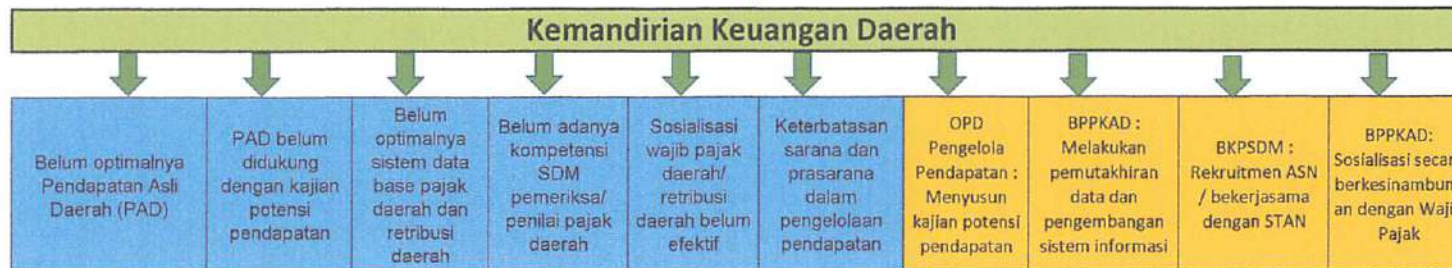 Kemandirian Keuangan Daerah
Belum optimalnya
Pendapatan Asli
Daerah (PAD)
PAD belum
didukung
dengan kajian
potensi
pendapatan
Belum
optimalnya
sistem data
base pajak
daerah dan
retribusi
daerah
Belum adanya
kompetensi
SDM
pemeriksa/
penilai pajak
daerah
Sosialisasi
wajib pajak
daerah/
retribusi
daerah belum
efektif
Keterbatasan
sarana dan
prasarana
dalam
pengelolaan
pendapatan
OPD
Pengelola
Pendapatan :
Menyusun
kajian potensi
pendapatan
BPPKAD :
Melakukan
pemutakhiran
data dan
pengembangan
sistem informasi
BKPSDM :
Rekruitmen ASN
/ bekerjasama
dengan STAN
BPPKAD:
Sosialisasi secar
berkesinambun
an dengan Waji
Pajak